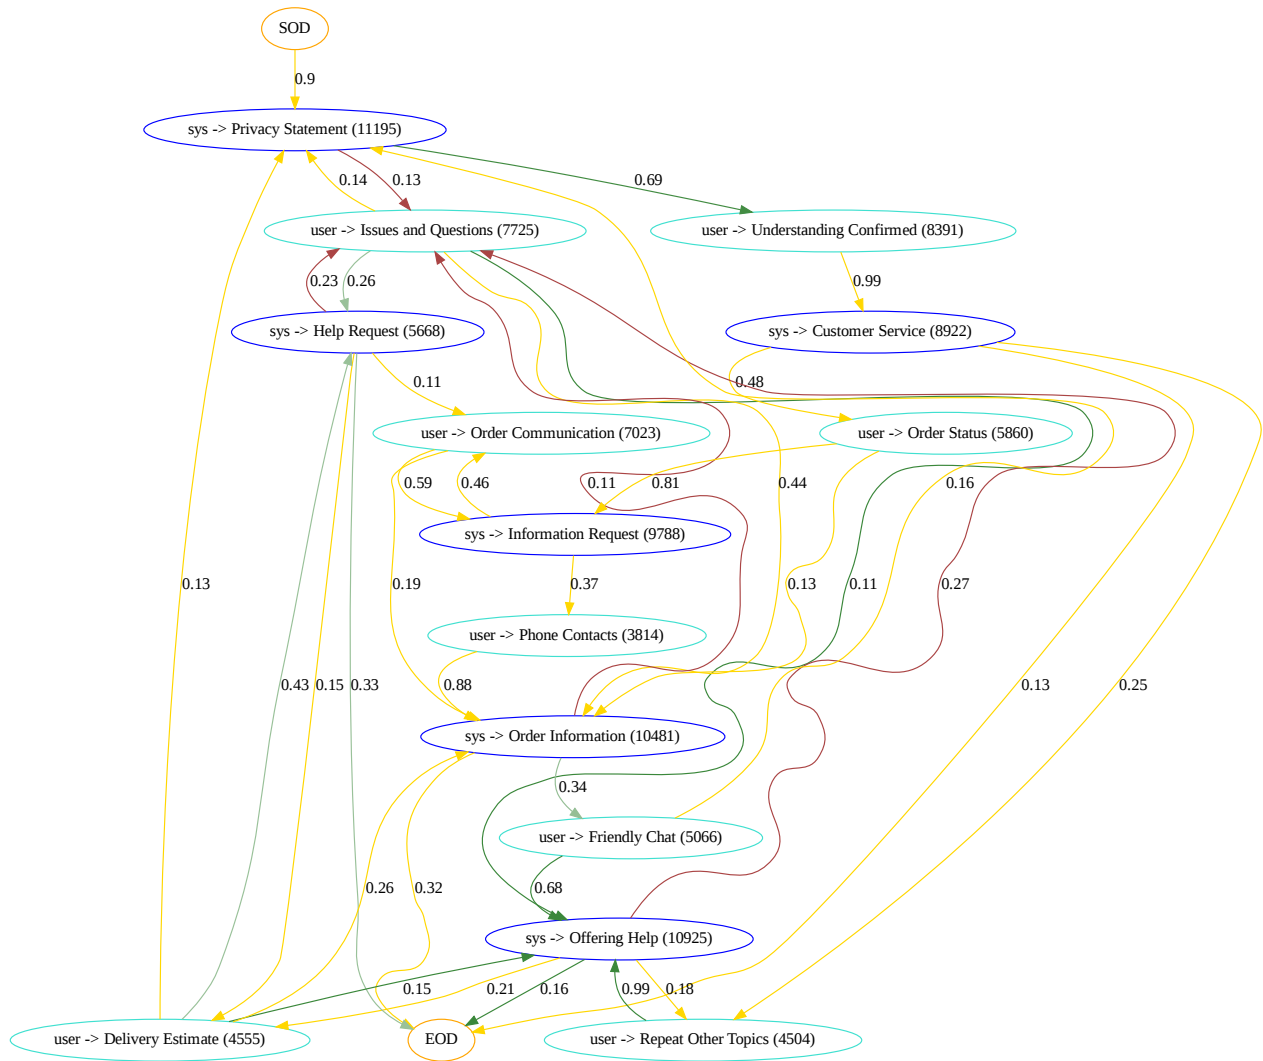 SOD
0.9
sys -> Privacy Statement (11195)
0.14
0.13
0.69
user -> Issues and Questions (7725)
user -> Understanding Confirmed (8391)
0.23
0.26
0.99
sys -> Help Request (5668)
sys -> Customer Service (8922)
0.11
0.48
user -> Order Communication (7023)
user -> Order Status (5860)
0.59
0.46
0.11
0.81
0.44
0.16
sys -> Information Request (9788)
0.13
0.19
0.37
0.13
0.11
0.27
user -> Phone Contacts (3814)
0.43
0.15
0.33
0.88
0.13
0.25
sys -> Order Information (10481)
0.34
user -> Friendly Chat (5066)
0.26
0.32
0.68
sys -> Offering Help (10925)
0.15
0.21
0.16
0.99
0.18
user -> Delivery Estimate (4555)
EOD
user -> Repeat Other Topics (4504)